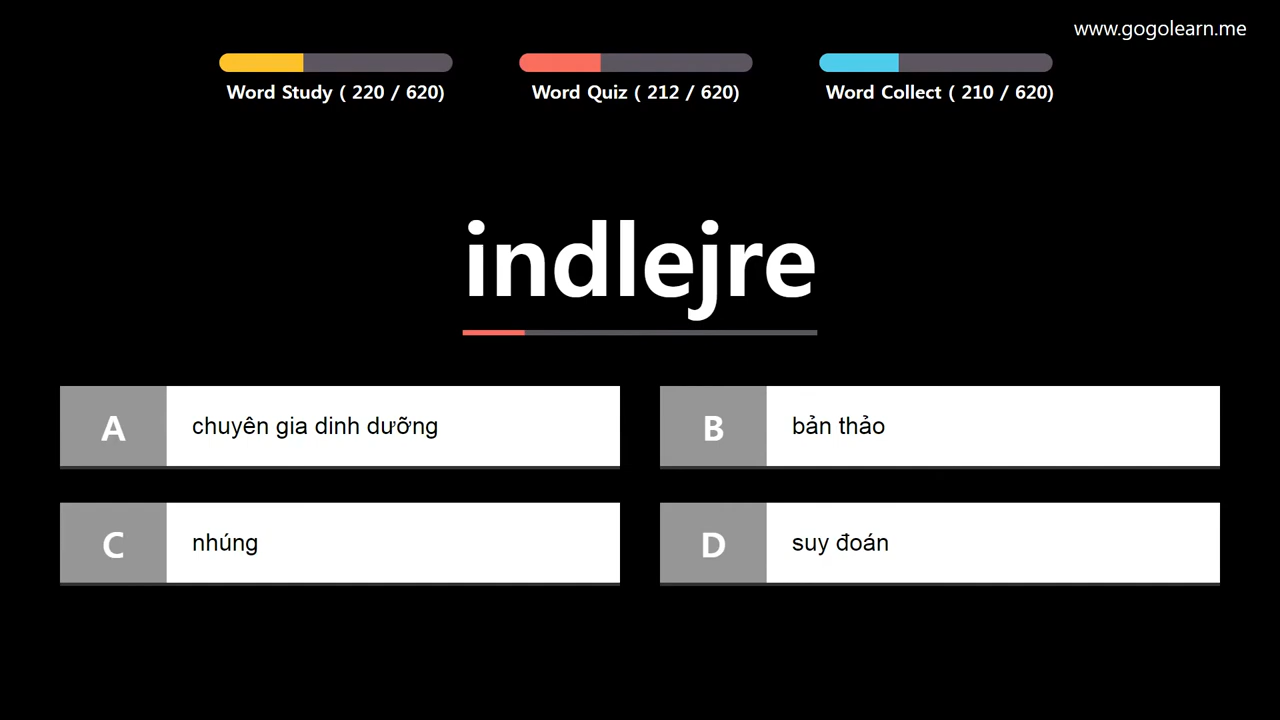 www.gogolearn.me
Word Study ( 220 / 620)
Word Quiz ( 212 / 620)
Word Collect ( 210 / 620)
indlejre
A chuyên gia dinh dưỡng
B bản thảo
C nhúng
D suy đoán